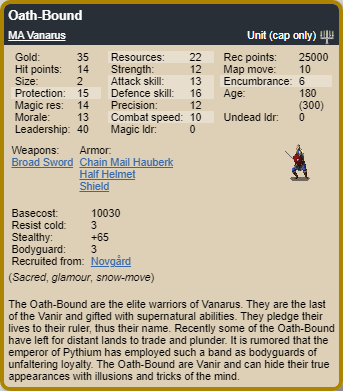 Oath-Bound
MA Vanarus Unit (cap only)
Gold: 35 Resources: 22 Rec points: 25000
Hit points: 14 Strength: 12 Map move: 10
Size: 2 Attack skill: 13 Encumbrance: 6
Protection: 15 Defence skill: 16 Age: 180
Magic res: 14 Precision: 12 (300)
Morale: 13 Combat speed: 10 Undead ldr: 0
Leadership: 40 Magic ldr: 0
Weapons: Armor:
Broad Sword Chain Mail Hauberk
Half Helmet
Shield
Basecost: 10030
Resist cold: 3
Stealthy: +65
Bodyguard: 3
Recruited from: Novgård
(Sacred, glamour, snow-move)
The Oath-Bound are the elite warriors of Vanarus. They are the last
of the Vanir and gifted with supernatural abilities. They pledge their
lives to their ruler, thus their name. Recently some of the Oath-Bound
have left for distant lands to trade and plunder. It is rumored that the
emperor of Pythium has employed such a band as bodyguards of
unfaltering loyalty. The Oath-Bound are Vanir and can hide their true
appearances with illusions and tricks of the mind.